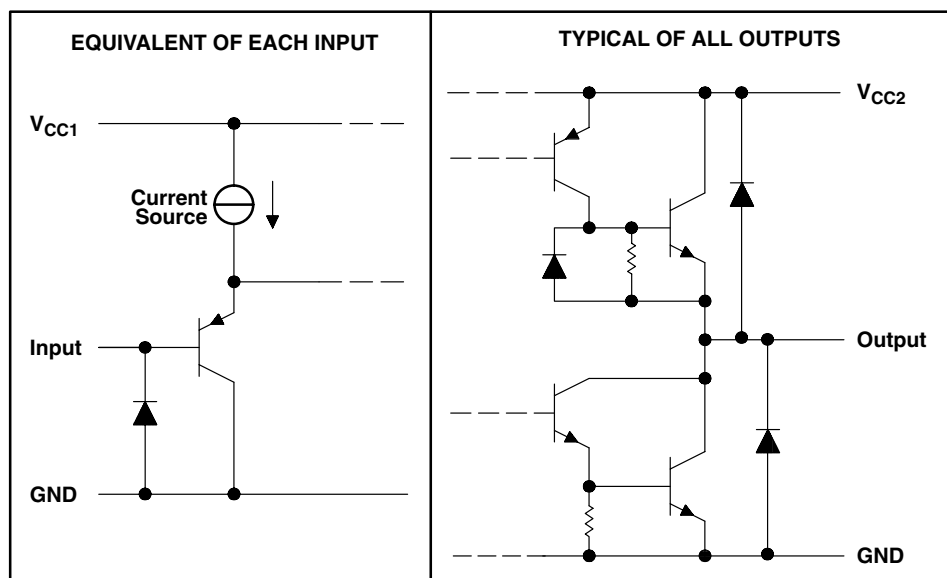 EQUIVALENT OF EACH INPUT
VCC1
Current
Source
Input
GND
TYPICAL OF ALL OUTPUTS
VCC2
Output
GND